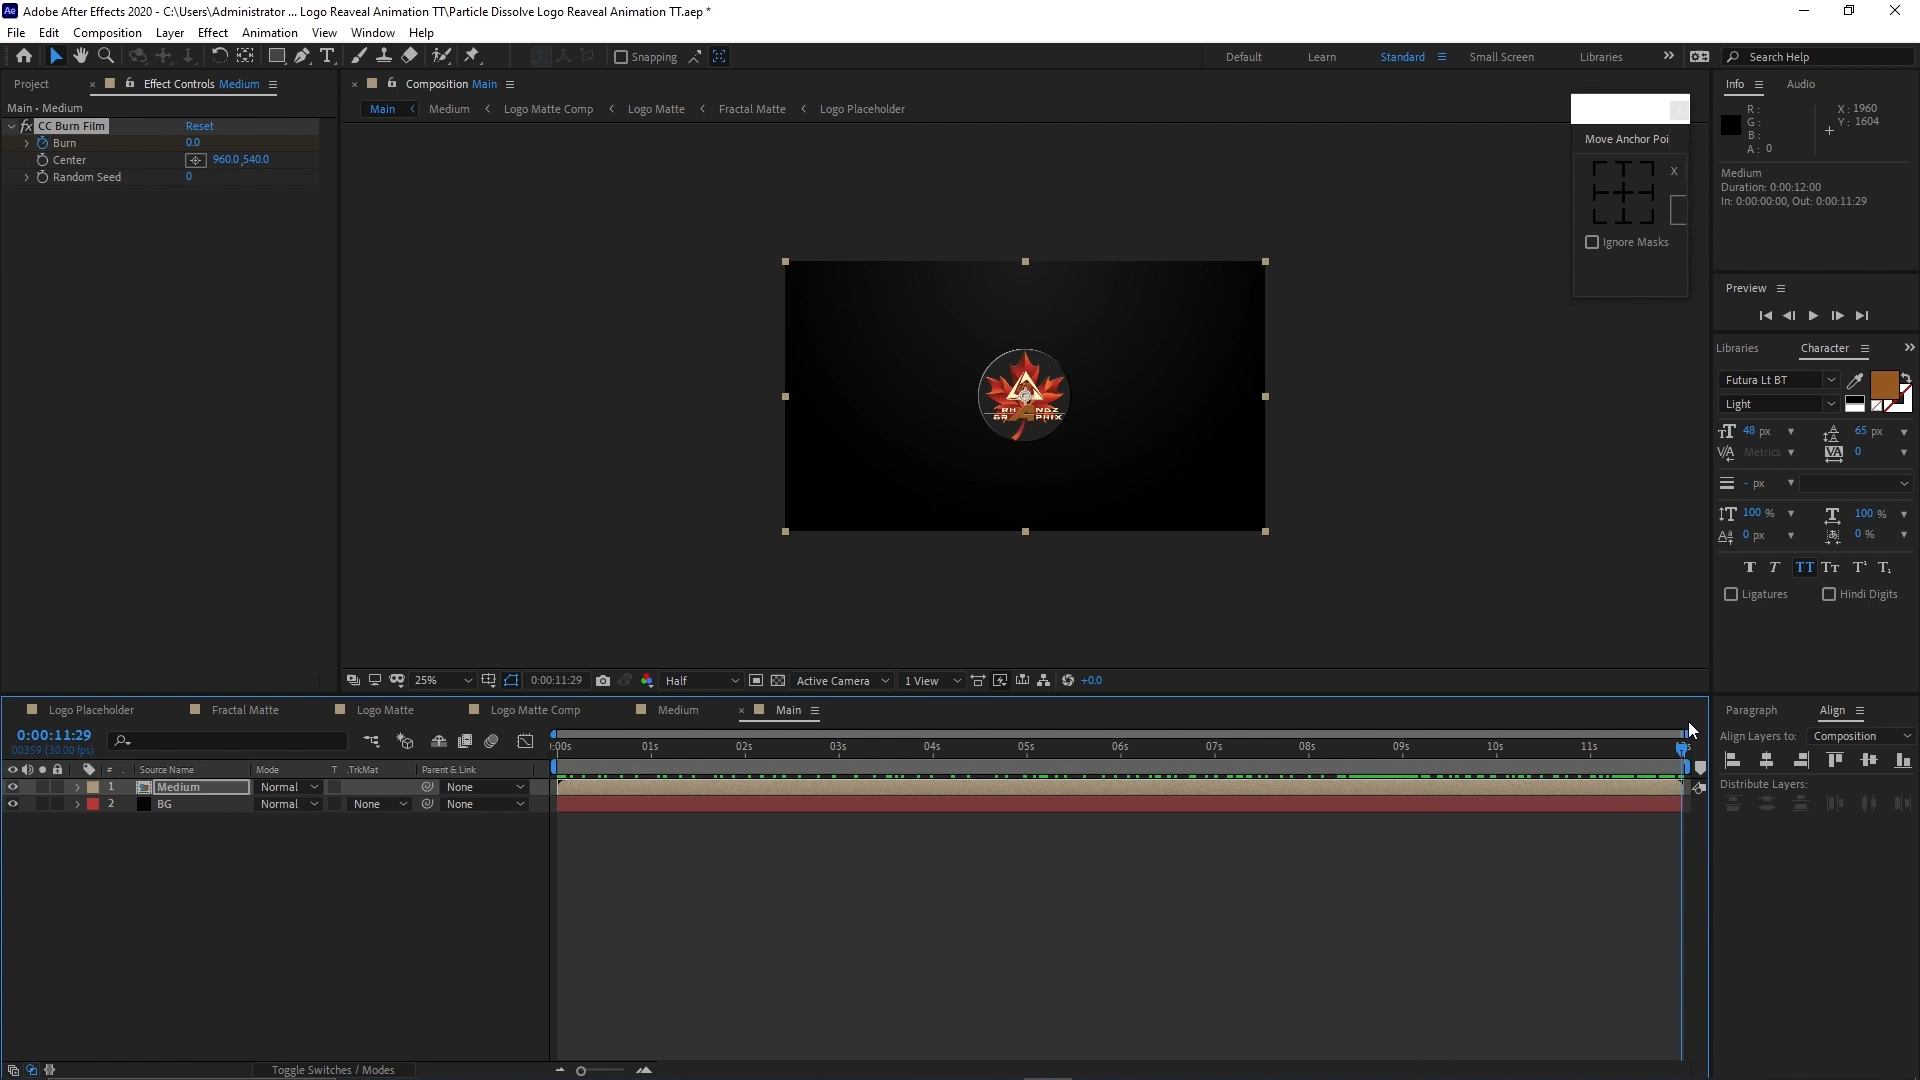 Adobe After Effects 2020 - C:\Users\Administrator ... Logo Reaveal Animation TT\Particle Dissolve Logo Reaveal Animation TT.aep *
File Edit Composition Layer Effect Animation View Window Help
Snapping Default Learn Standard Small Screen Libraries Search Help
Project Effect Controls Medium
Main • Medium
fx CC Burn Film Reset
Burn 0.0
Center 960.0,540.0
Random Seed 0
Composition Main
Main Medium Logo Matte Comp Logo Matte Fractal Matte Logo Placeholder
Move Anchor Poi
X
Ignore Masks
25% 0:00:11:29 Half Active Camera 1 View +0.0
Info Audio
R : X : 1960
G : Y : 1604
B :
A : 0
Medium
Duration: 0:00:12:00
In: 0:00:00:00, Out: 0:00:11:29
Preview
Libraries Character
Futura Lt BT
Light
48 px 65 px
Metrics 0
- px
100 % 100 %
0 px 0 %
T T TT Tт T¹ T₁
Ligatures Hindi Digits
Logo Placeholder Fractal Matte Logo Matte Logo Matte Comp Medium Main
0:00:11:29
00359 (30.00 fps)
:00s 01s 02s 03s 04s 05s 06s 07s 08s 09s 10s 11s
# Source Name Mode T .TrkMat Parent & Link
1 Medium Normal None
2 BG Normal None None
Toggle Switches / Modes
Paragraph Align
Align Layers to: Composition
Distribute Layers: